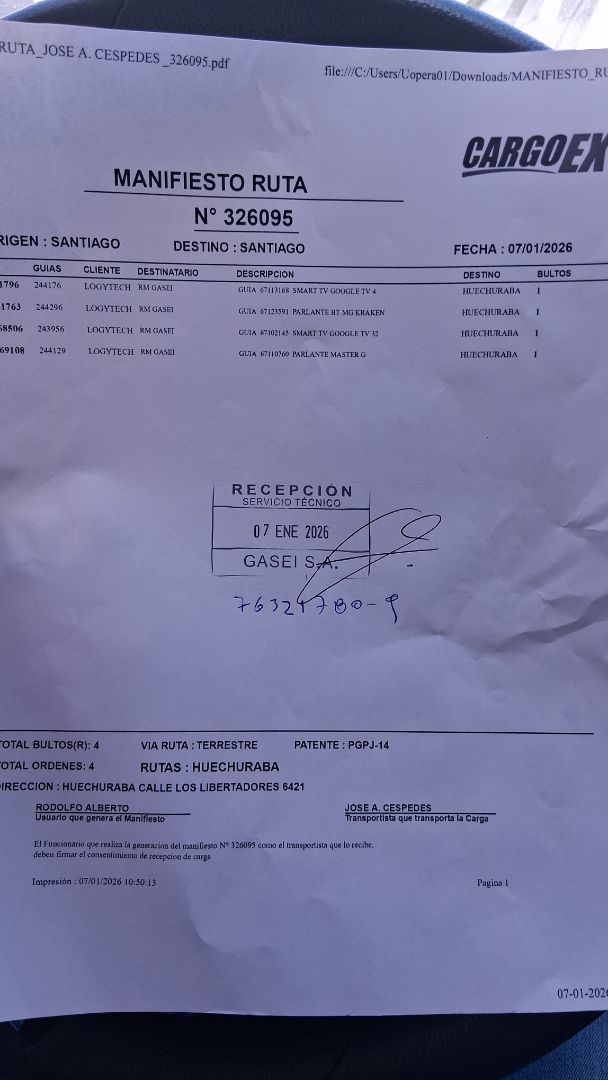 RUTA_JOSE A. CESPEDES _326095.pdf
file:///C:/Users/Uopera01/Downloads/MANIFIESTO_RU
CARGOEX
MANIFIESTO RUTA
N° 326095
RIGEN : SANTIAGO DESTINO : SANTIAGO FECHA : 07/01/2026
GUIAS CLIENTE DESTINATARIO DESCRIPCION DESTINO BULTOS
1796 244176 LOGYTECH RM GASEI GUIA 67113168 SMART TV GOOGLE TV 4 HUECHURABA 1
1763 244296 LOGYTECH RM GASEI GUIA 67123591 PARLANTE BT MG KRAKEN HUECHURABA 1
58506 243956 LOGYTECH RM GASEI GUIA 67102145 SMART TV GOOGLE TV 32 HUECHURABA 1
69108 244129 LOGYTECH RM GASEI GUIA 67110760 PARLANTE MASTER G HUECHURABA 1
RECEPCIÓN
SERVICIO TÉCNICO
07 ENE 2026
GASEI S.A.
76321780-9
TOTAL BULTOS(R): 4 VIA RUTA : TERRESTRE PATENTE : PGPJ-14
TOTAL ORDENES: 4 RUTAS : HUECHURABA
DIRECCION : HUECHURABA CALLE LOS LIBERTADORES 6421
RODOLFO ALBERTO JOSE A. CESPEDES
Usuario que genera el Manifiesto Transportista que transporta la Carga
El Funcionario que realiza la generacion del manifiesto N° 326095 como el transportista que lo recibe,
deben firmar el consentimiento de recepcion de carga
Impresión : 07/01/2026 10:50:13 Pagina 1
07-01-2026